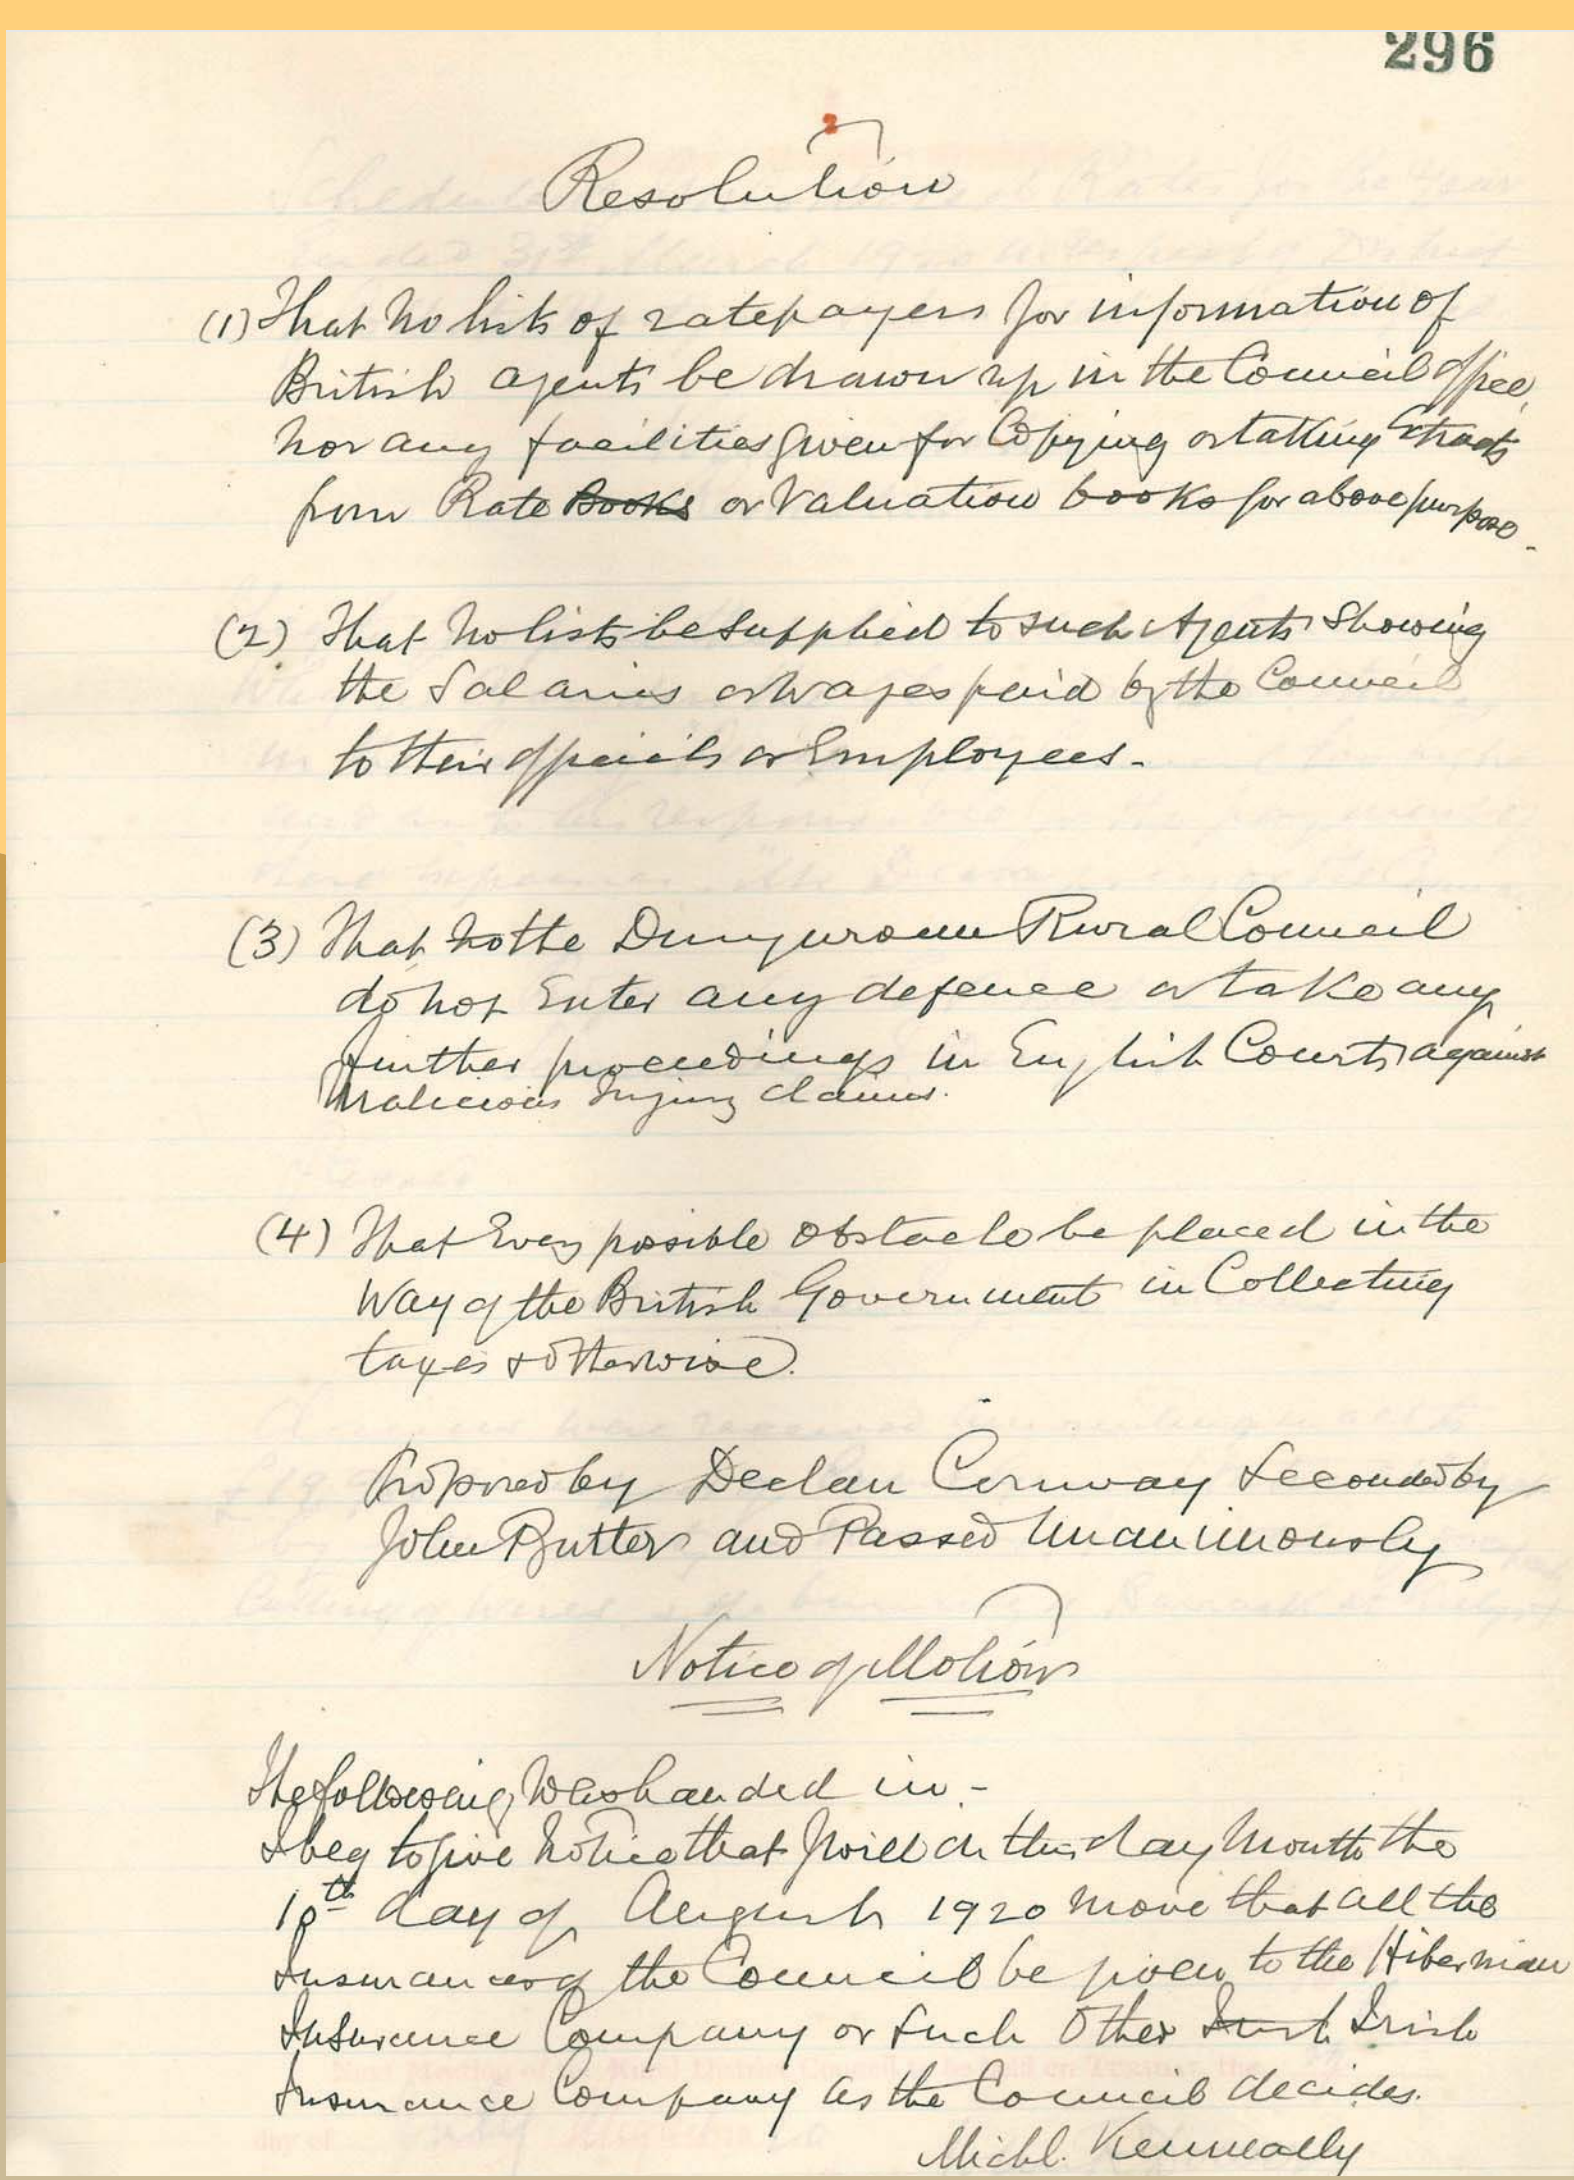 296
2
Resolution
(1) That no lists of ratepayers for information of
British agents be drawn up in the Council Office,
nor any facilities given for Copying or taking Extracts
from Rate Books or Valuation books for above purpose.
(2) That no lists be supplied to such Agents showing
the Salaries or Wages paid by the Council
to their officials or Employees.
(3) That the Dungarvan Rural Council
do not Enter any defence or take any
further proceedings in English Courts against
Malicious Injury Claims.
(4) That Every possible obstacle be placed in the
Way of the British Government in Collecting
taxes & otherwise.
Proposed by Declan Conway Seconded by
John Butler and Passed Unanimously
Notice of Motion
The following was handed in -
I beg to give notice that I will on this day Month the
10th day of August 1920 move that all the
Insurances of the Council be given to the Hibernian
Insurance Company or such Other Irish
Insurance Company as the Council decides.
Michl. Kenneally